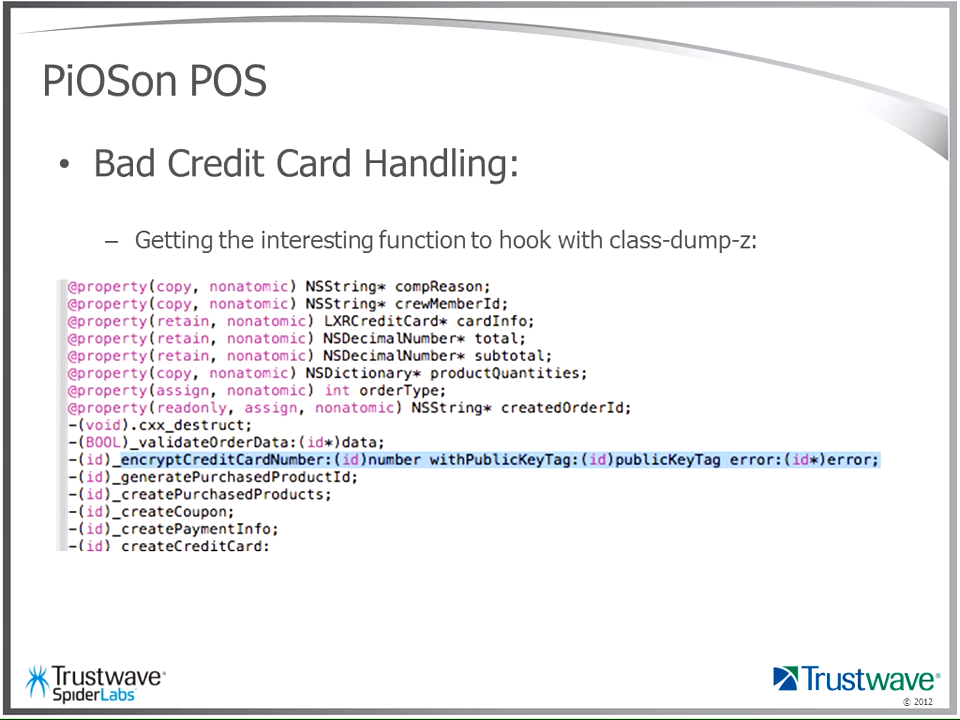 PiOSon POS
• Bad Credit Card Handling:
– Getting the interesting function to hook with class-dump-z:
@property(copy, nonatomic) NSString* compReason;
@property(copy, nonatomic) NSString* crewMemberId;
@property(retain, nonatomic) LXRCreditCard* cardInfo;
@property(retain, nonatomic) NSDecimalNumber* total;
@property(retain, nonatomic) NSDecimalNumber* subtotal;
@property(copy, nonatomic) NSDictionary* productQuantities;
@property(assign, nonatomic) int orderType;
@property(readonly, assign, nonatomic) NSString* createdOrderId;
-(void).cxx_destruct;
-(BOOL)_validateOrderData:(id*)data;
-(id)_encryptCreditCardNumber:(id)number withPublicKeyTag:(id)publicKeyTag error:(id*)error;
-(id)_generatePurchasedProductId;
-(id)_createPurchasedProducts;
-(id)_createCoupon;
-(id)_createPaymentInfo;
-(id)_createCreditCard:
Trustwave®
SpiderLabs®
Trustwave®
© 2012